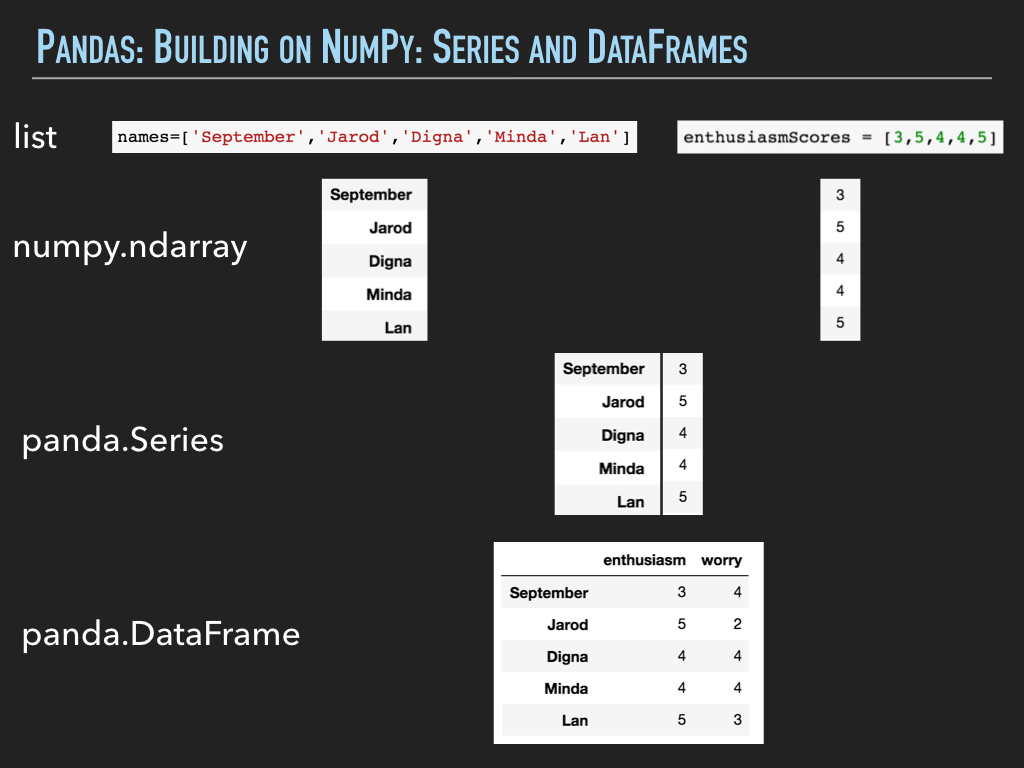 PANDAS: BUILDING ON NUMPY: SERIES AND DATAFRAMES
list
names=['September','Jarod','Digna','Minda','Lan']
enthusiasmScores = [3,5,4,4,5]
numpy.ndarray
September
Jarod
Digna
Minda
Lan
3
5
4
4
5
panda.Series
September 3
Jarod 5
Digna 4
Minda 4
Lan 5
panda.DataFrame
enthusiasm worry
September 3 4
Jarod 5 2
Digna 4 4
Minda 4 4
Lan 5 3